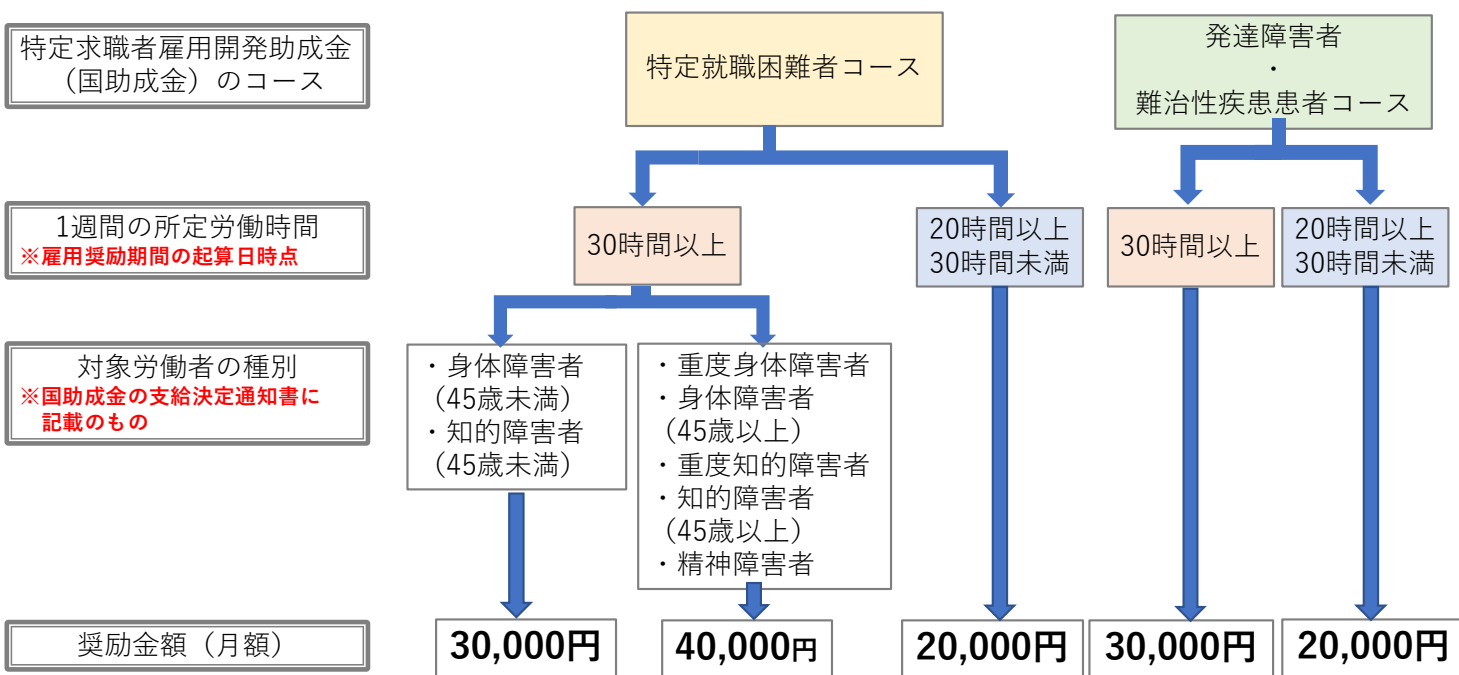 特定求職者雇用開発助成金
（国助成金）のコース
特定就職困難者コース
発達障害者
・
難治性疾患患者コース
1週間の所定労働時間
※雇用奨励期間の起算日時点
30時間以上
20時間以上
30時間未満
30時間以上
20時間以上
30時間未満
対象労働者の種別
※国助成金の支給決定通知書に
記載のもの
・身体障害者
（45歳未満）
・知的障害者
（45歳未満）
・重度身体障害者
・身体障害者
（45歳以上）
・重度知的障害者
・知的障害者
（45歳以上）
・精神障害者
奨励金額（月額）
30,000円
40,000円
20,000円
30,000円
20,000円